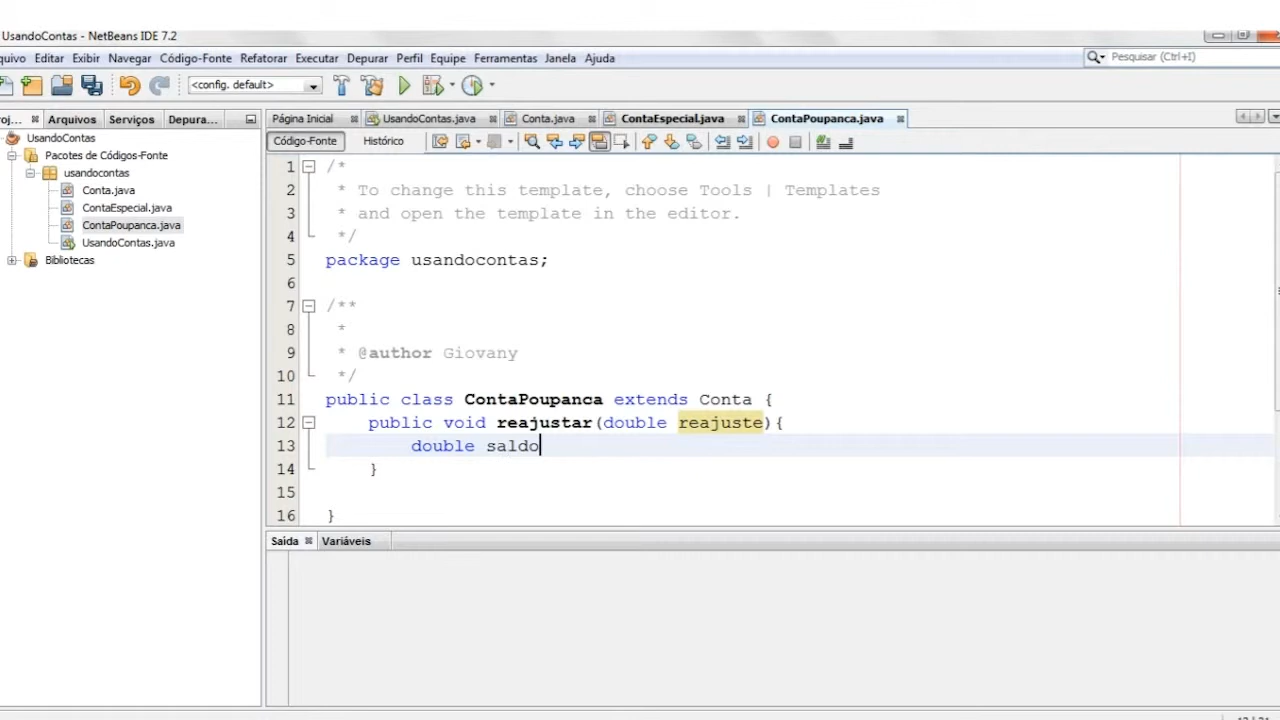 UsandoContas - NetBeans IDE 7.2
quivo Editar Exibir Navegar Código-Fonte Refatorar Executar Depurar Perfil Equipe Ferramentas Janela Ajuda
Pesquisar (Ctrl+I)
<config. default>
roj... Arquivos Serviços Depura...
Página Inicial UsandoContas.java Conta.java ContaEspecial.java ContaPoupanca.java
Código-Fonte Histórico
UsandoContas
Pacotes de Códigos-Fonte
usandocontas
Conta.java
ContaEspecial.java
ContaPoupanca.java
UsandoContas.java
Bibliotecas
1 /*
2 * To change this template, choose Tools | Templates
3 * and open the template in the editor.
4 */
5 package usandocontas;
6
7 /**
8 *
9 * @author Giovany
10 */
11 public class ContaPoupanca extends Conta {
12 public void reajustar(double reajuste){
13 double saldo
14 }
15
16 }
Saída Variáveis